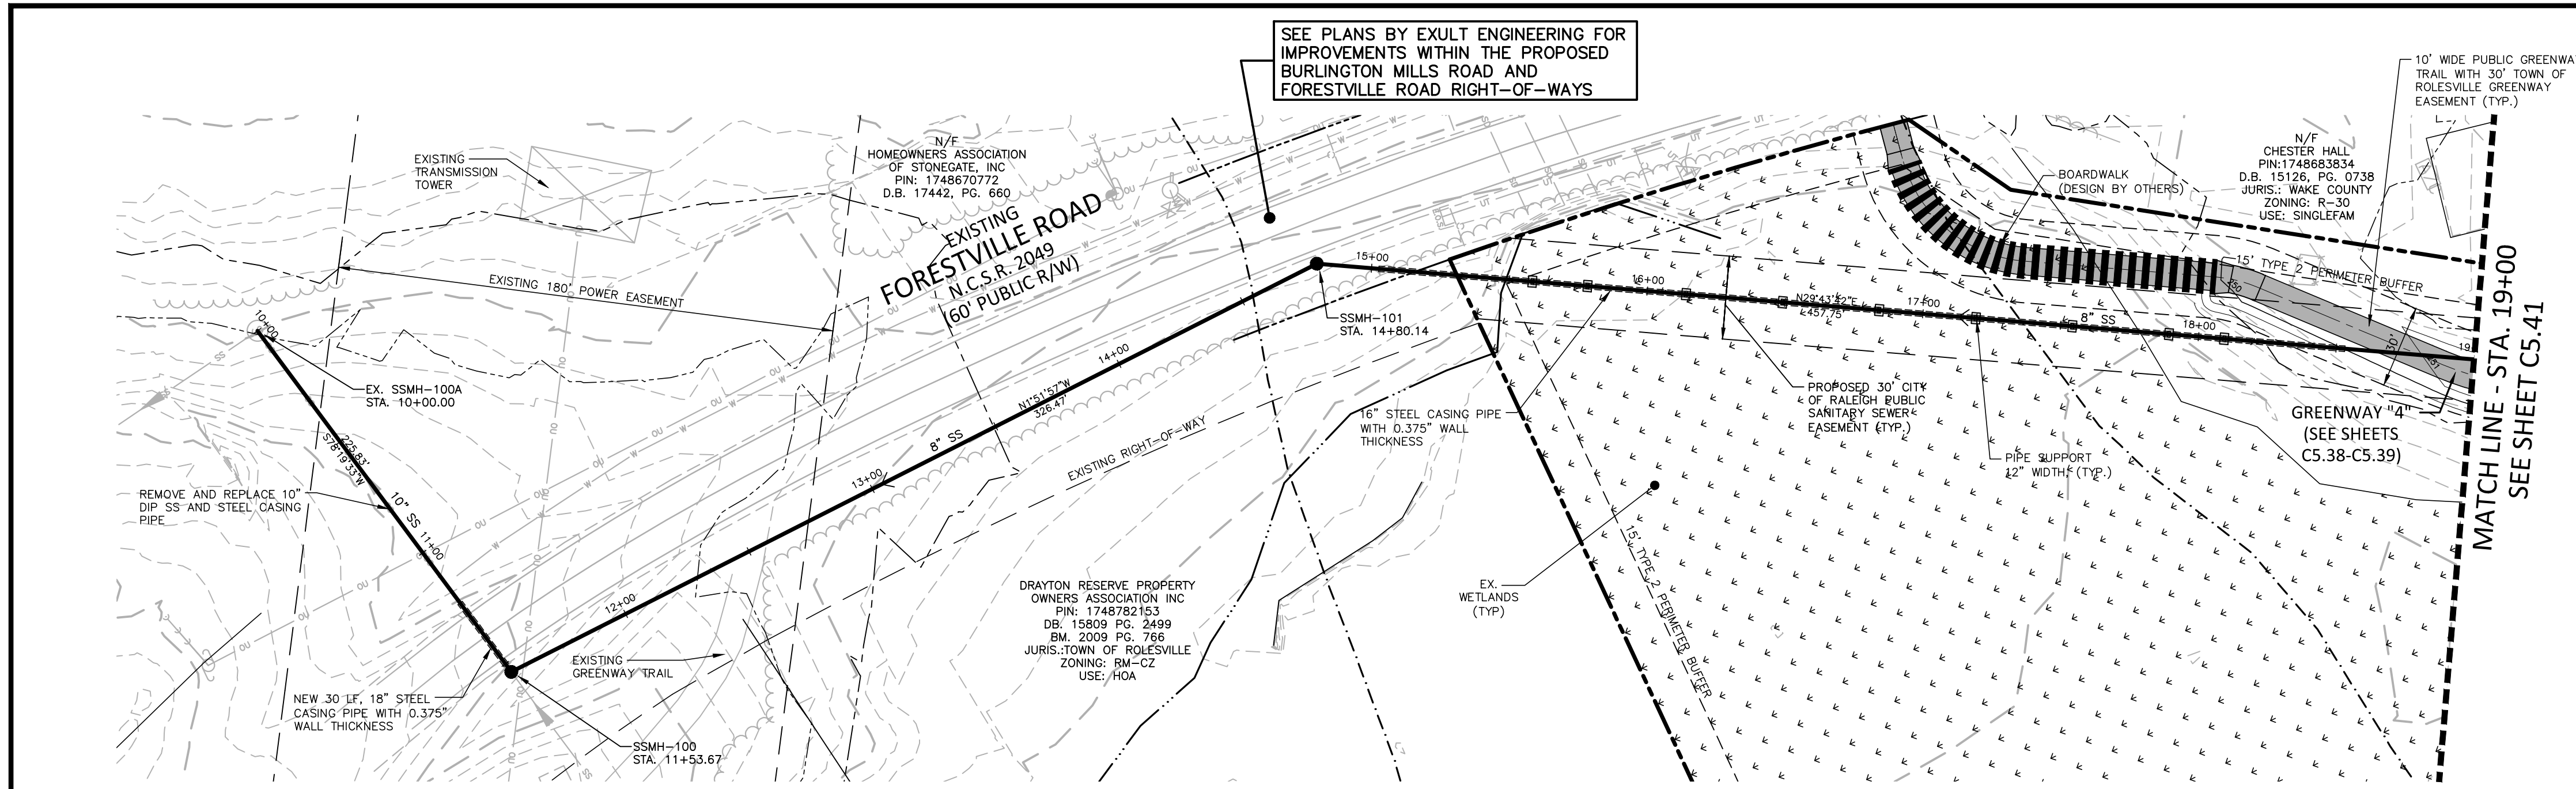 SEE PLANS BY EXULT ENGINEERING FOR
IMPROVEMENTS WITHIN THE PROPOSED
BURLINGTON MILLS ROAD AND
FORESTVILLE ROAD RIGHT-OF-WAYS
10' WIDE PUBLIC GREENWA
TRAIL WITH 30' TOWN OF
ROLESVILLE GREENWAY
EASEMENT (TYP.)
EXISTING
TRANSMISSION
TOWER
N/F
HOMEOWNERS ASSOCIATION
OF STONEGATE, INC
PIN: 1748670772
D.B. 17442, PG. 660
N/F
CHESTER HALL
PIN:1748683834
D.B. 15126, PG. 0738
JURIS.: WAKE COUNTY
ZONING: R-30
USE: SINGLEFAM
BOARDWALK
(DESIGN BY OTHERS)
EXISTING
FORESTVILLE ROAD
N.C.S.R. 2049
(60' PUBLIC R/W)
EXISTING 180' POWER EASEMENT
15' TYPE 2 PERIMETER BUFFER
10+00
EX. SSMH-100A
STA. 10+00.00
225.83'
S78°19'33"W
10" SS
11+00
REMOVE AND REPLACE 10"
DIP SS AND STEEL CASING
PIPE
NEW 30 LF, 18" STEEL
CASING PIPE WITH 0.375"
WALL THICKNESS
SSMH-100
STA. 11+53.67
EXISTING
GREENWAY TRAIL
12+00
13+00
8" SS
N1°51'57"W
326.47'
14+00
EXISTING RIGHT-OF-WAY
SSMH-101
STA. 14+80.14
15+00
16+00
N29°43'42"E
457.75'
17+00
8" SS
18+00
19
30'
16" STEEL CASING PIPE
WITH 0.375" WALL
THICKNESS
PROPOSED 30' CITY
OF RALEIGH PUBLIC
SANITARY SEWER
EASEMENT (TYP.)
PIPE SUPPORT
12" WIDTH, (TYP.)
GREENWAY "4"
(SEE SHEETS
C5.38-C5.39)
MATCH LINE - STA. 19+00
SEE SHEET C5.41
EX.
WETLANDS
(TYP)
15' TYPE 2 PERIMETER BUFFER
DRAYTON RESERVE PROPERTY
OWNERS ASSOCIATION INC
PIN: 1748782153
DB. 15809 PG. 2499
BM. 2009 PG. 766
JURIS.:TOWN OF ROLESVILLE
ZONING: RM-CZ
USE: HOA